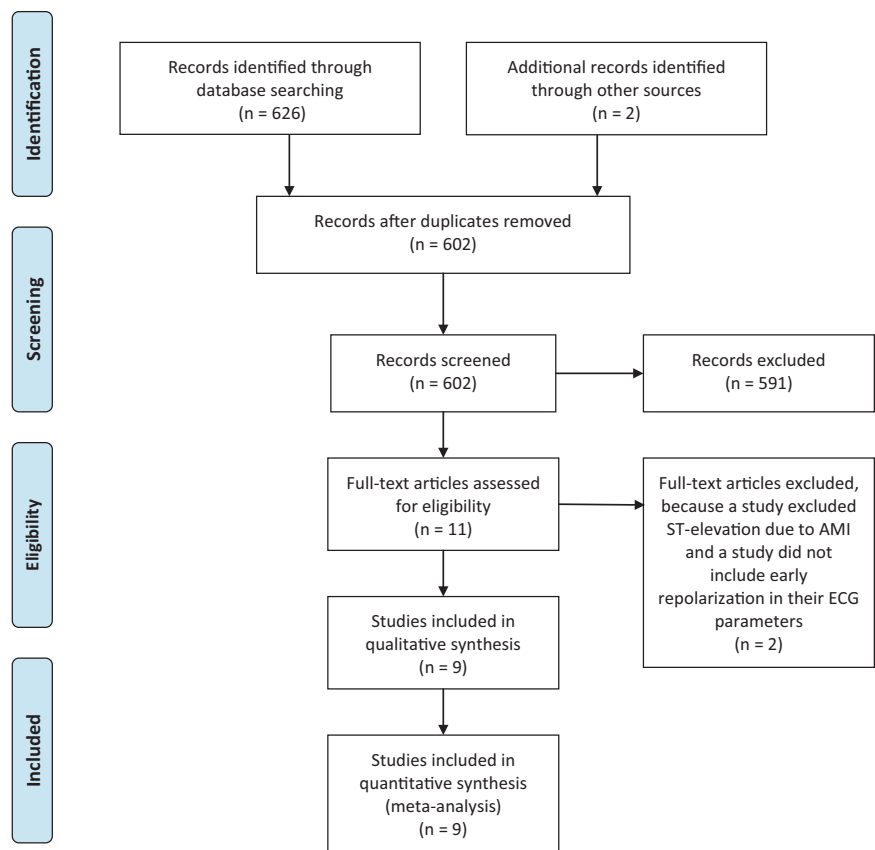 Identification
Records identified through
database searching
(n = 626)
Additional records identified
through other sources
(n = 2)
Records after duplicates removed
(n = 602)
Screening
Records screened
(n = 602)
Records excluded
(n = 591)
Eligibility
Full-text articles assessed
for eligibility
(n = 11)
Full-text articles excluded,
because a study excluded
ST-elevation due to AMI
and a study did not
include early
repolarization in their ECG
parameters
(n = 2)
Studies included in
qualitative synthesis
(n = 9)
Included
Studies included in
quantitative synthesis
(meta-analysis)
(n = 9)